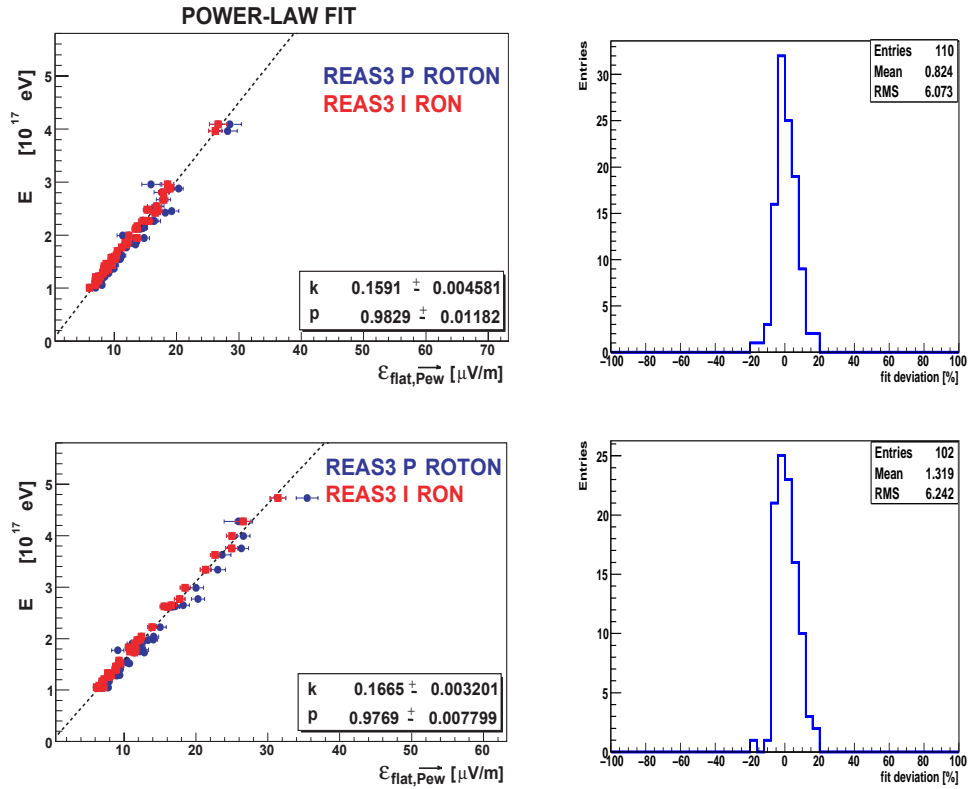 POWER-LAW FIT
REAS3 P ROTON
REAS3 I RON
E [10 17 eV]
5
4
3
2
1
0
k 0.1591 ± 0.004581
p 0.9829 ± 0.01182
10 20 30 40 50 60 70
εflat,Pew [μV/m]
Entries
Entries 110
Mean 0.824
RMS 6.073
30
25
20
15
10
5
0
−100 −80 −60 −40 −20 0 20 40 60 80 100
fit deviation [%]
REAS3 P ROTON
REAS3 I RON
E [10 17 eV]
5
4
3
2
1
0
k 0.1665 ± 0.003201
p 0.9769 ± 0.007799
10 20 30 40 50 60
εflat,Pew [μV/m]
Entries
Entries 102
Mean 1.319
RMS 6.242
25
20
15
10
5
0
−100 −80 −60 −40 −20 0 20 40 60 80 100
fit deviation [%]